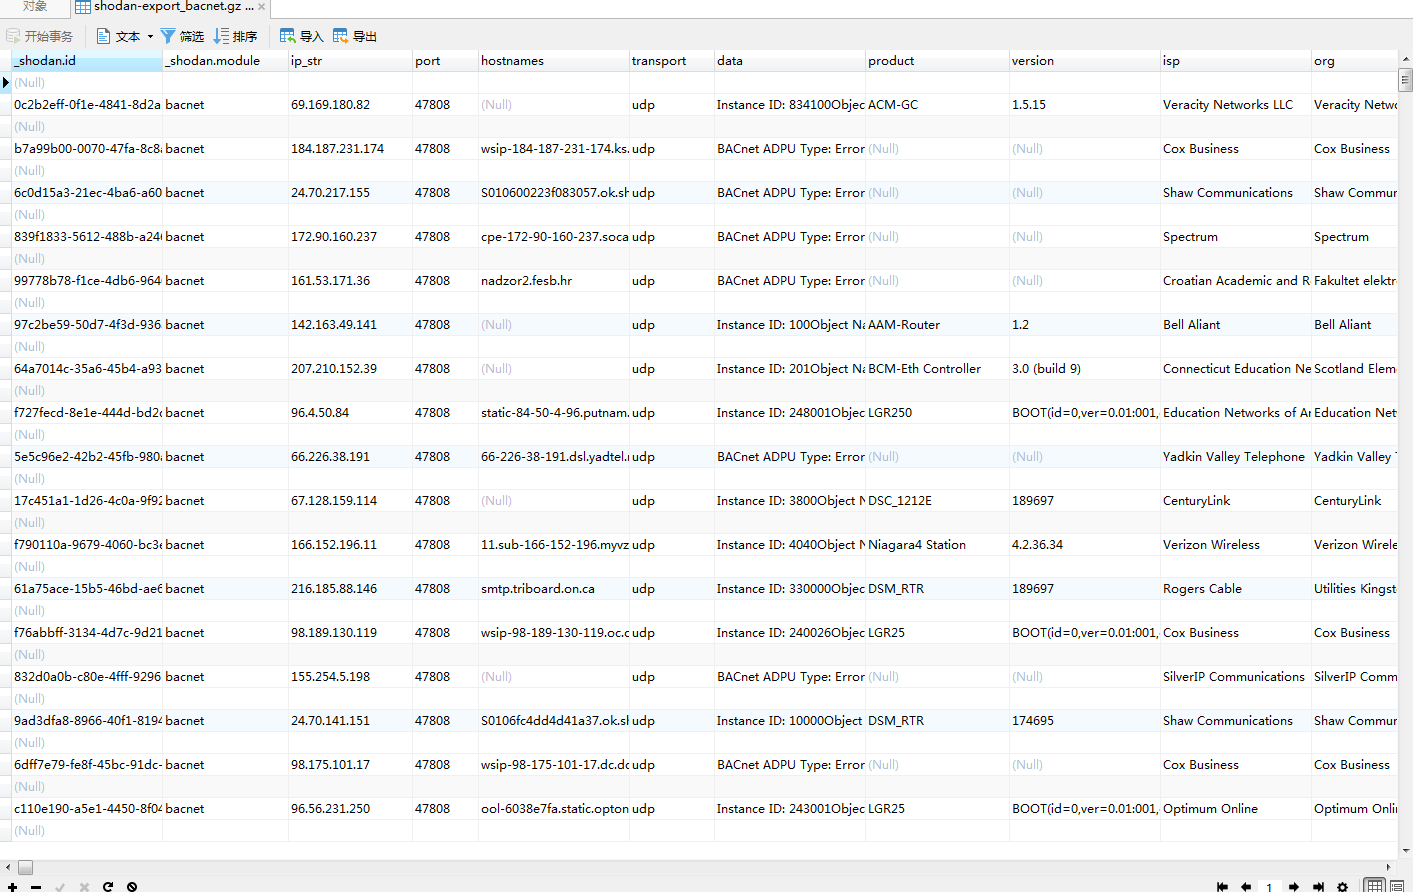 对象 shodan-export_bacnet.gz ...
开始事务 文本 筛选 排序 导入 导出
_shodan.id _shodan.module ip_str port hostnames transport data product version isp org
(Null)
0c2b2eff-0f1e-4841-8d2a bacnet 69.169.180.82 47808 (Null) udp Instance ID: 834100Objec ACM-GC 1.5.15 Veracity Networks LLC Veracity Netwo
(Null)
b7a99b00-0070-47fa-8c8a bacnet 184.187.231.174 47808 wsip-184-187-231-174.ks. udp BACnet ADPU Type: Error (Null) (Null) Cox Business Cox Business
(Null)
6c0d15a3-21ec-4ba6-a60 bacnet 24.70.217.155 47808 S010600223f083057.ok.sh udp BACnet ADPU Type: Error (Null) (Null) Shaw Communications Shaw Commun
(Null)
839f1833-5612-488b-a246 bacnet 172.90.160.237 47808 cpe-172-90-160-237.soca udp BACnet ADPU Type: Error (Null) (Null) Spectrum Spectrum
(Null)
99778b78-f1ce-4db6-964 bacnet 161.53.171.36 47808 nadzor2.fesb.hr udp BACnet ADPU Type: Error (Null) (Null) Croatian Academic and R Fakultet elektr
(Null)
97c2be59-50d7-4f3d-936 bacnet 142.163.49.141 47808 (Null) udp Instance ID: 100Object Na AAM-Router 1.2 Bell Aliant Bell Aliant
(Null)
64a7014c-35a6-45b4-a93 bacnet 207.210.152.39 47808 (Null) udp Instance ID: 201Object Na BCM-Eth Controller 3.0 (build 9) Connecticut Education Ne Scotland Elem
(Null)
f727fecd-8e1e-444d-bd2c bacnet 96.4.50.84 47808 static-84-50-4-96.putnam. udp Instance ID: 248001Objec LGR250 BOOT(id=0,ver=0.01:001, Education Networks of Ar Education Net
(Null)
5e5c96e2-42b2-45fb-980a bacnet 66.226.38.191 47808 66-226-38-191.dsl.yadtel.r udp BACnet ADPU Type: Error (Null) (Null) Yadkin Valley Telephone Yadkin Valley T
(Null)
17c451a1-1d26-4c0a-9f92 bacnet 67.128.159.114 47808 (Null) udp Instance ID: 3800Object N DSC_1212E 189697 CenturyLink CenturyLink
(Null)
f790110a-9679-4060-bc3e bacnet 166.152.196.11 47808 11.sub-166-152-196.myvz udp Instance ID: 4040Object N Niagara4 Station 4.2.36.34 Verizon Wireless Verizon Wirele
(Null)
61a75ace-15b5-46bd-ae6 bacnet 216.185.88.146 47808 smtp.triboard.on.ca udp Instance ID: 330000Objec DSM_RTR 189697 Rogers Cable Utilities Kingst
(Null)
f76abbff-3134-4d7c-9d21 bacnet 98.189.130.119 47808 wsip-98-189-130-119.oc.c udp Instance ID: 240026Objec LGR25 BOOT(id=0,ver=0.01:001, Cox Business Cox Business
(Null)
832d0a0b-c80e-4fff-9296 bacnet 155.254.5.198 47808 (Null) udp BACnet ADPU Type: Error (Null) (Null) SilverIP Communications SilverIP Comm
(Null)
9ad3dfa8-8966-40f1-8194 bacnet 24.70.141.151 47808 S0106fc4dd4d41a37.ok.sh udp Instance ID: 10000Object DSM_RTR 174695 Shaw Communications Shaw Commun
(Null)
6dff7e79-fe8f-45bc-91dc- bacnet 98.175.101.17 47808 wsip-98-175-101-17.dc.dc udp BACnet ADPU Type: Error (Null) (Null) Cox Business Cox Business
(Null)
c110e190-a5e1-4450-8f04 bacnet 96.56.231.250 47808 ool-6038e7fa.static.opton udp Instance ID: 243001Objec LGR25 BOOT(id=0,ver=0.01:001, Optimum Online Optimum Onli
(Null)
1